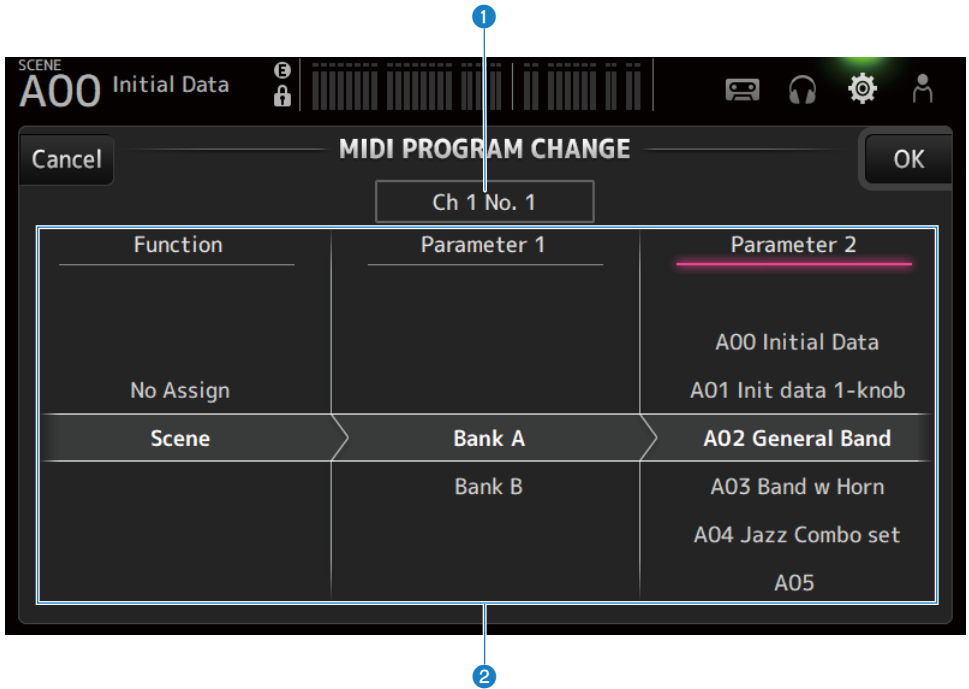 1
SCENE
A00 Initial Data
E
MIDI PROGRAM CHANGE
Cancel
OK
Ch 1 No. 1
Function Parameter 1 Parameter 2
A00 Initial Data
No Assign A01 Init data 1-knob
Scene Bank A A02 General Band
Bank B A03 Band w Horn
A04 Jazz Combo set
A05
2